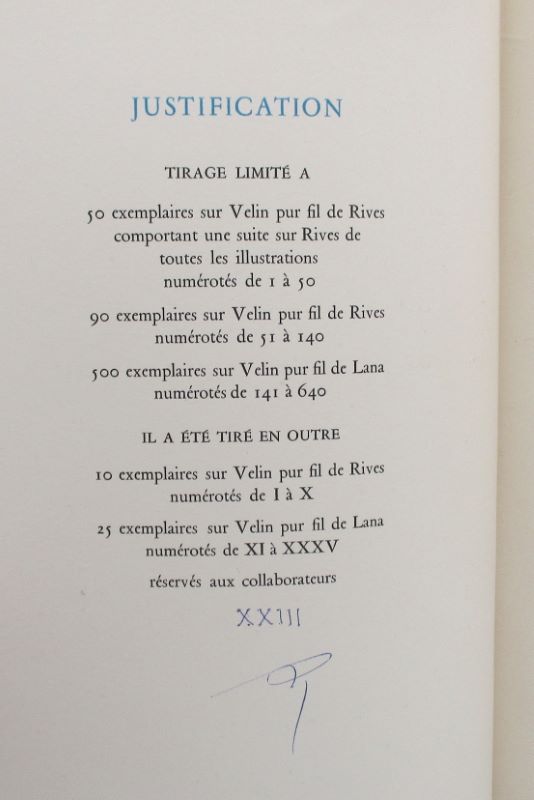 JUSTIFICATION
TIRAGE LIMITÉ A
50 exemplaires sur Velin pur fil de Rives
comportant une suite sur Rives de
toutes les illustrations
numérotés de 1 à 50
90 exemplaires sur Velin pur fil de Rives
numérotés de 51 à 140
500 exemplaires sur Velin pur fil de Lana
numérotés de 141 à 640
IL A ÉTÉ TIRÉ EN OUTRE
10 exemplaires sur Velin pur fil de Rives
numérotés de I à X
25 exemplaires sur Velin pur fil de Lana
numérotés de XI à XXXV
réservés aux collaborateurs
XXIII